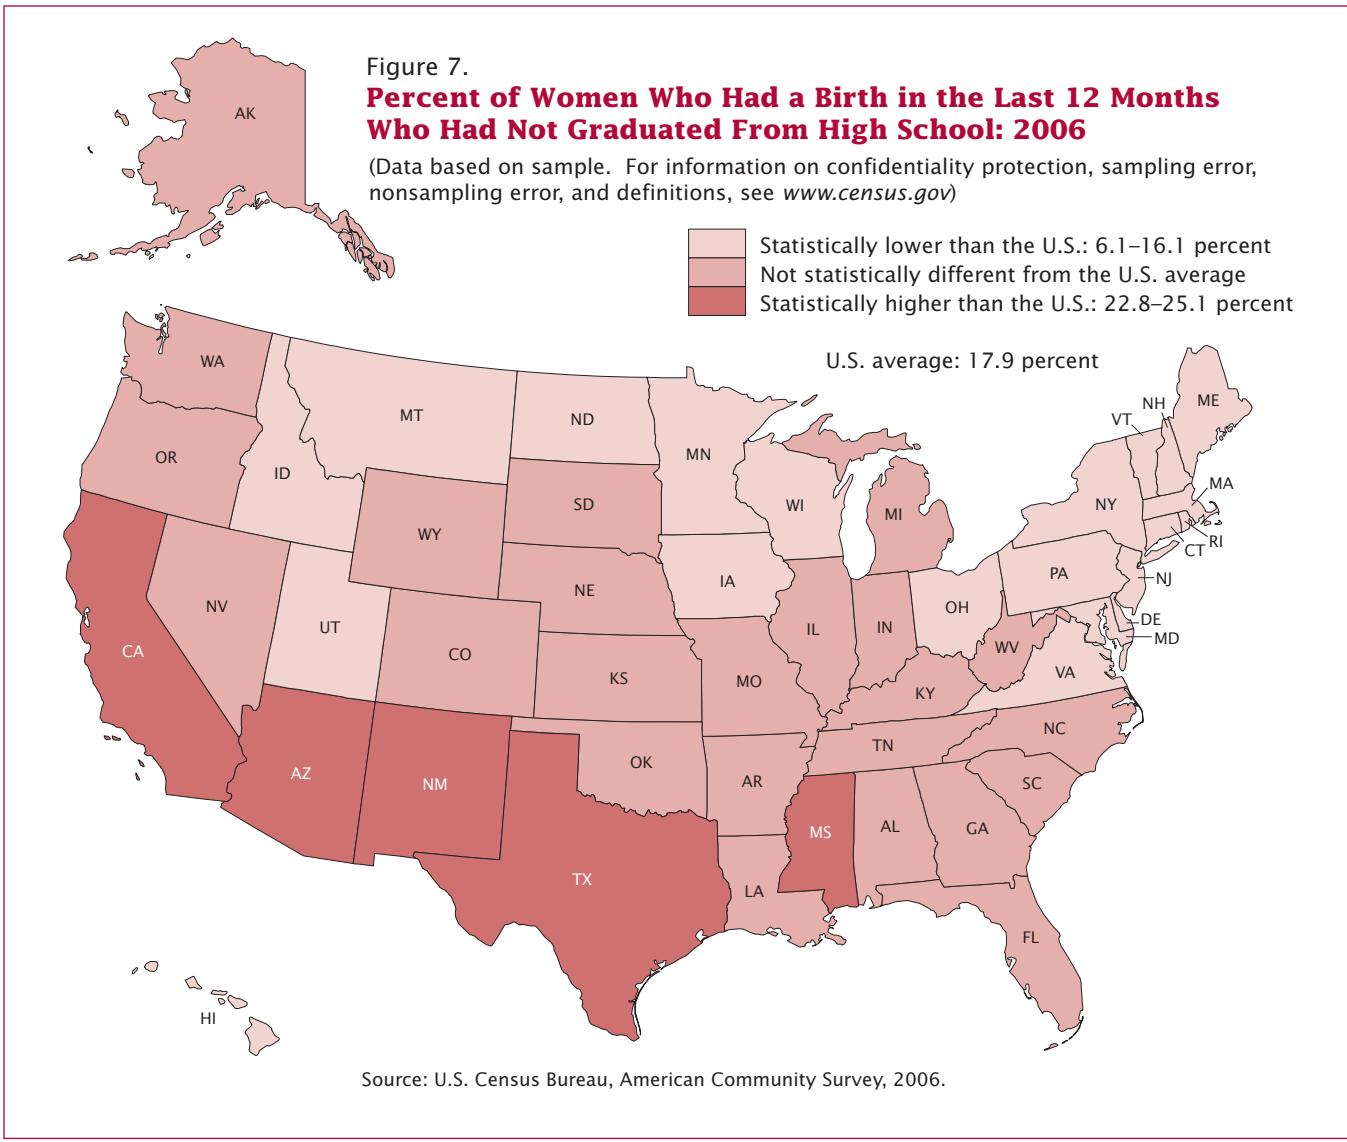 Figure 7.
Percent of Women Who Had a Birth in the Last 12 Months
Who Had Not Graduated From High School: 2006
(Data based on sample.  For information on confidentiality protection, sampling error,
nonsampling error, and definitions, see www.census.gov)
Statistically lower than the U.S.: 6.1–16.1 percent
Not statistically different from the U.S. average
Statistically higher than the U.S.: 22.8–25.1 percent
U.S. average: 17.9 percent
AK
WA
OR
CA
NV
ID
MT
WY
UT
AZ
CO
NM
ND
SD
NE
KS
OK
TX
MN
IA
MO
AR
LA
WI
IL
MI
IN
OH
KY
TN
MS
AL
GA
FL
SC
NC
VA
WV
PA
NY
VT
NH
ME
MA
RI
CT
NJ
DE
MD
HI
Source: U.S. Census Bureau, American Community Survey, 2006.